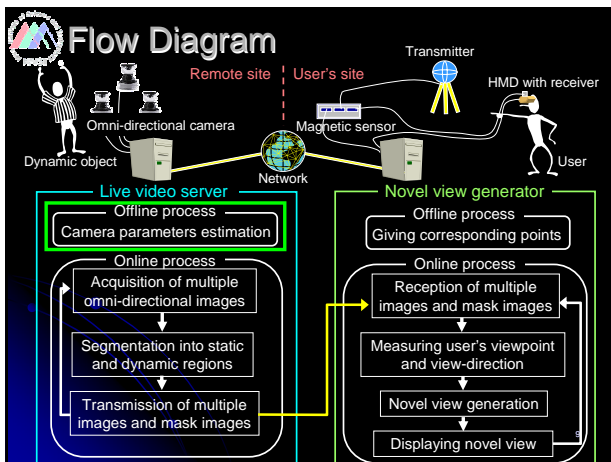 Flow Diagram
Remote site
User's site
Transmitter
HMD with receiver
Omni-directional camera
Magnetic sensor
Dynamic object
Network
User
Live video server
Offline process
Camera parameters estimation
Online process
Acquisition of multiple
omni-directional images
Segmentation into static
and dynamic regions
Transmission of multiple
images and mask images
Novel view generator
Offline process
Giving corresponding points
Online process
Reception of multiple
images and mask images
Measuring user's viewpoint
and view-direction
Novel view generation
Displaying novel view
9